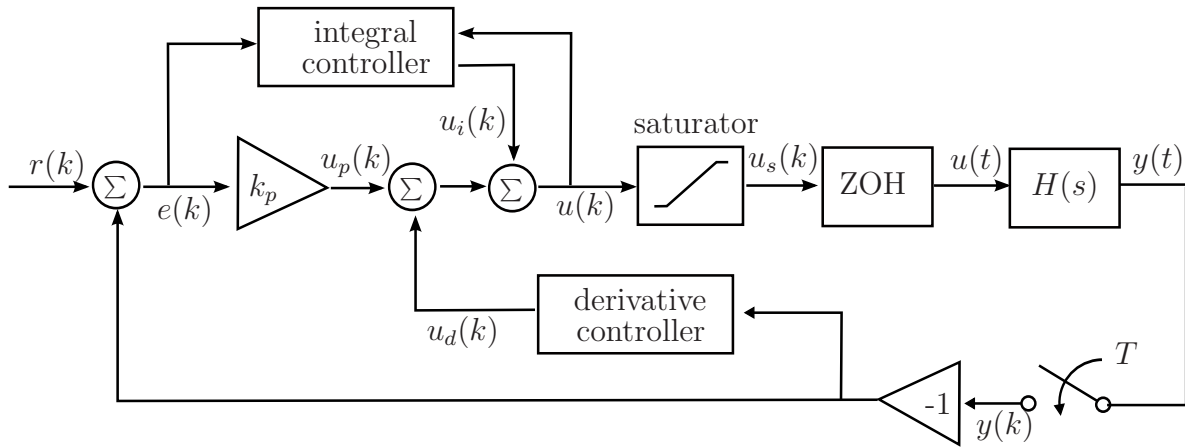 integral
controller
u_i(k)
saturator
r(k)
Σ
e(k)
k_p
u_p(k)
Σ
Σ
u(k)
u_s(k)
ZOH
u(t)
H(s)
y(t)
derivative
controller
u_d(k)
T
-1
y(k)